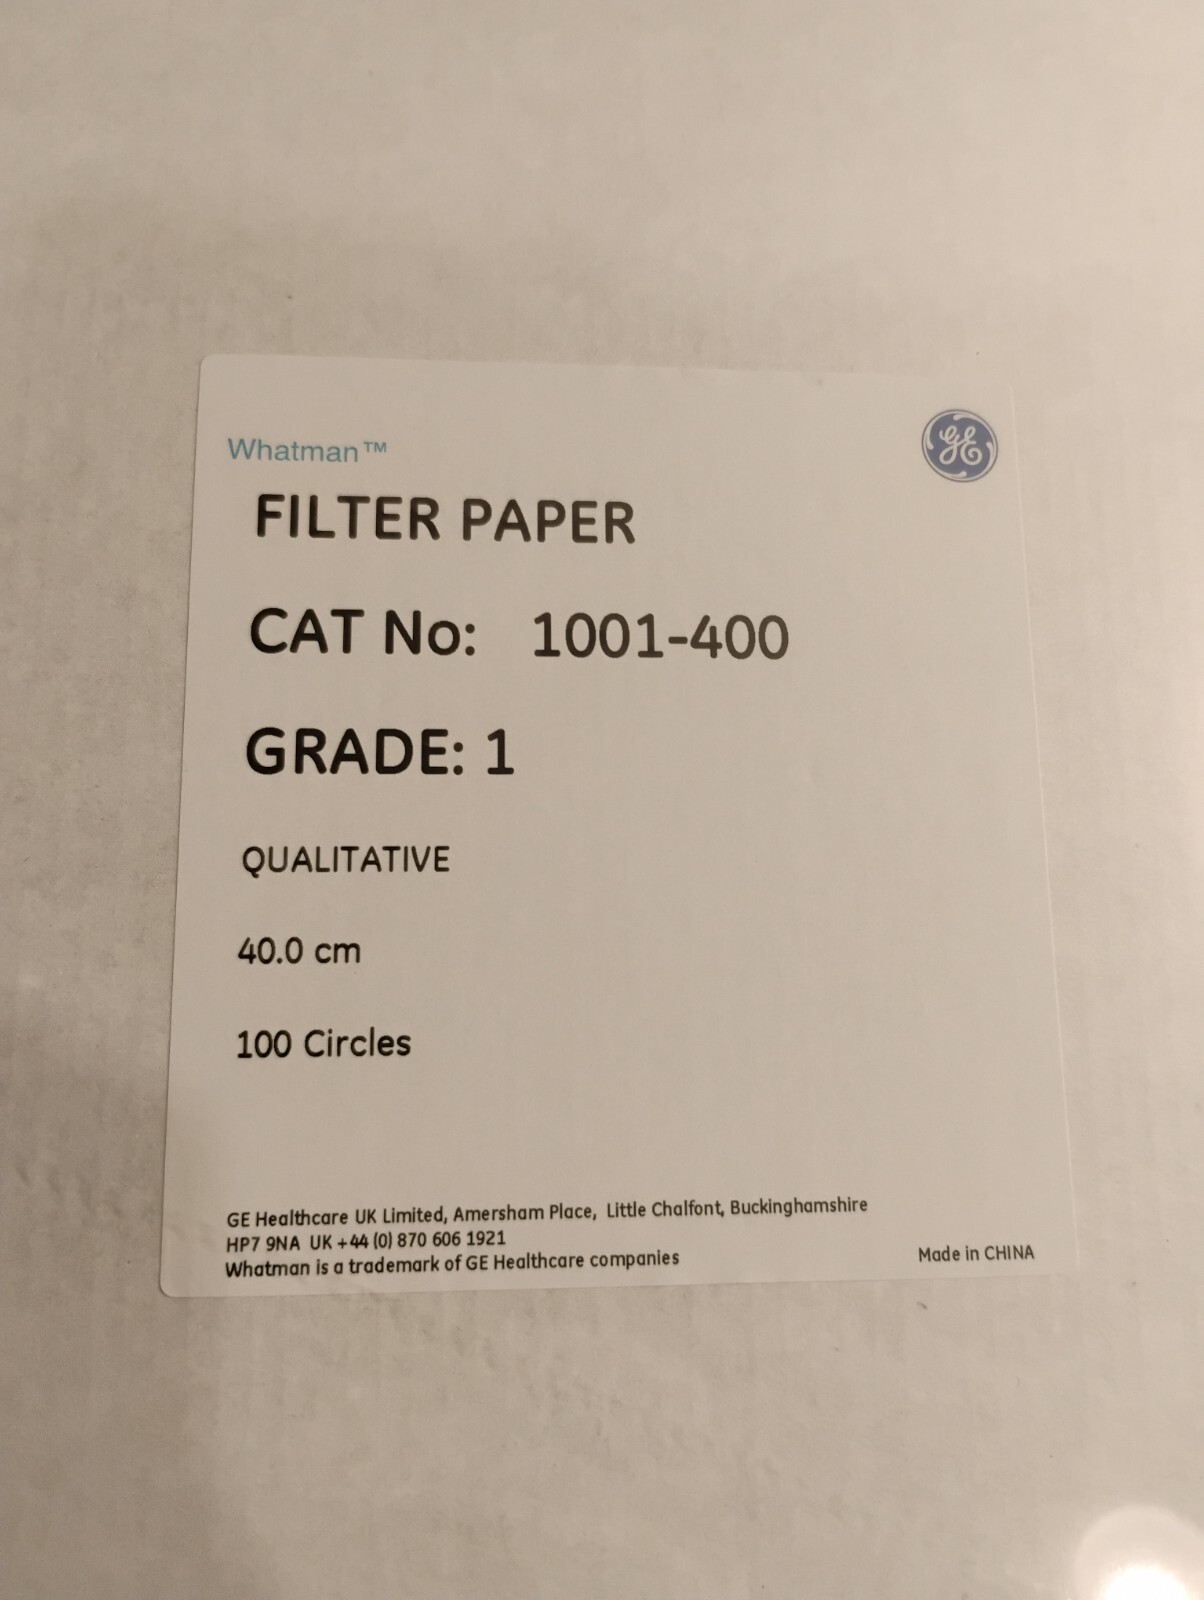 Whatman™
GE
FILTER PAPER
CAT No: 1001-400
GRADE: 1
QUALITATIVE
40.0 cm
100 Circles
GE Healthcare UK Limited, Amersham Place, Little Chalfont, Buckinghamshire
HP7 9NA UK +44 (0) 870 606 1921
Whatman is a trademark of GE Healthcare companies
Made in CHINA